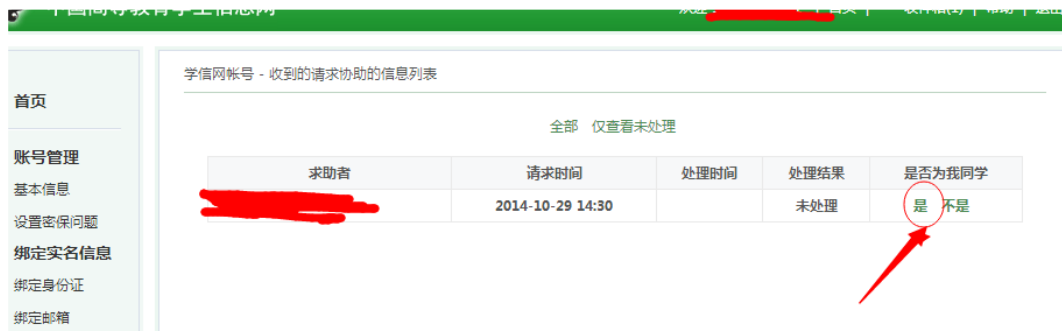 学信网帐号 - 收到的请求协助的信息列表
首页
全部 仅查看未处理
账号管理
求助者 请求时间 处理时间 处理结果 是否为我同学
基本信息
2014-10-29 14:30 未处理 是 不是
设置密保问题
绑定实名信息
绑定身份证
绑定邮箱